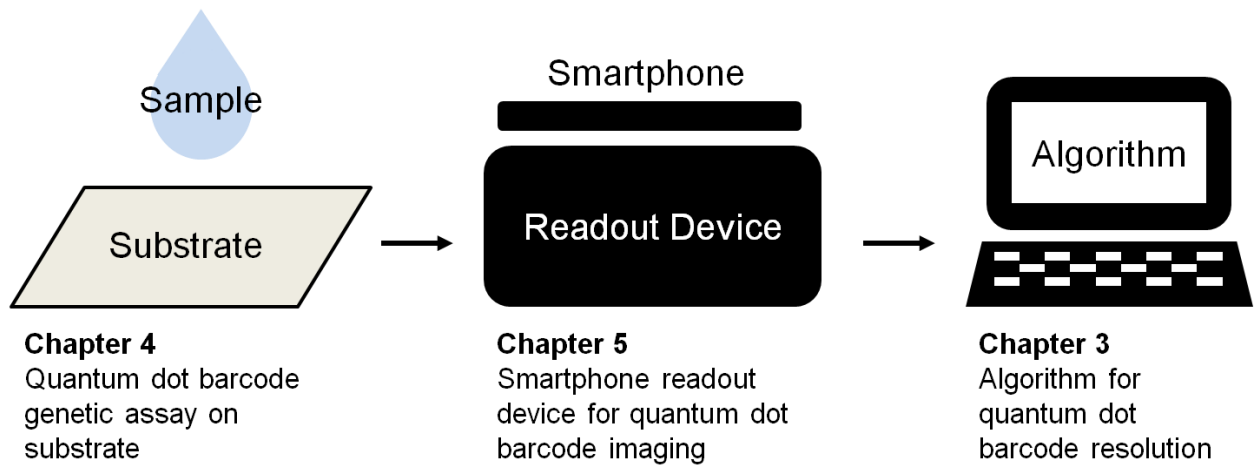 Sample
Substrate
Smartphone
Readout Device
Algorithm
Chapter 4
Quantum dot barcode
genetic assay on
substrate
Chapter 5
Smartphone readout
device for quantum dot
barcode imaging
Chapter 3
Algorithm for
quantum dot
barcode resolution